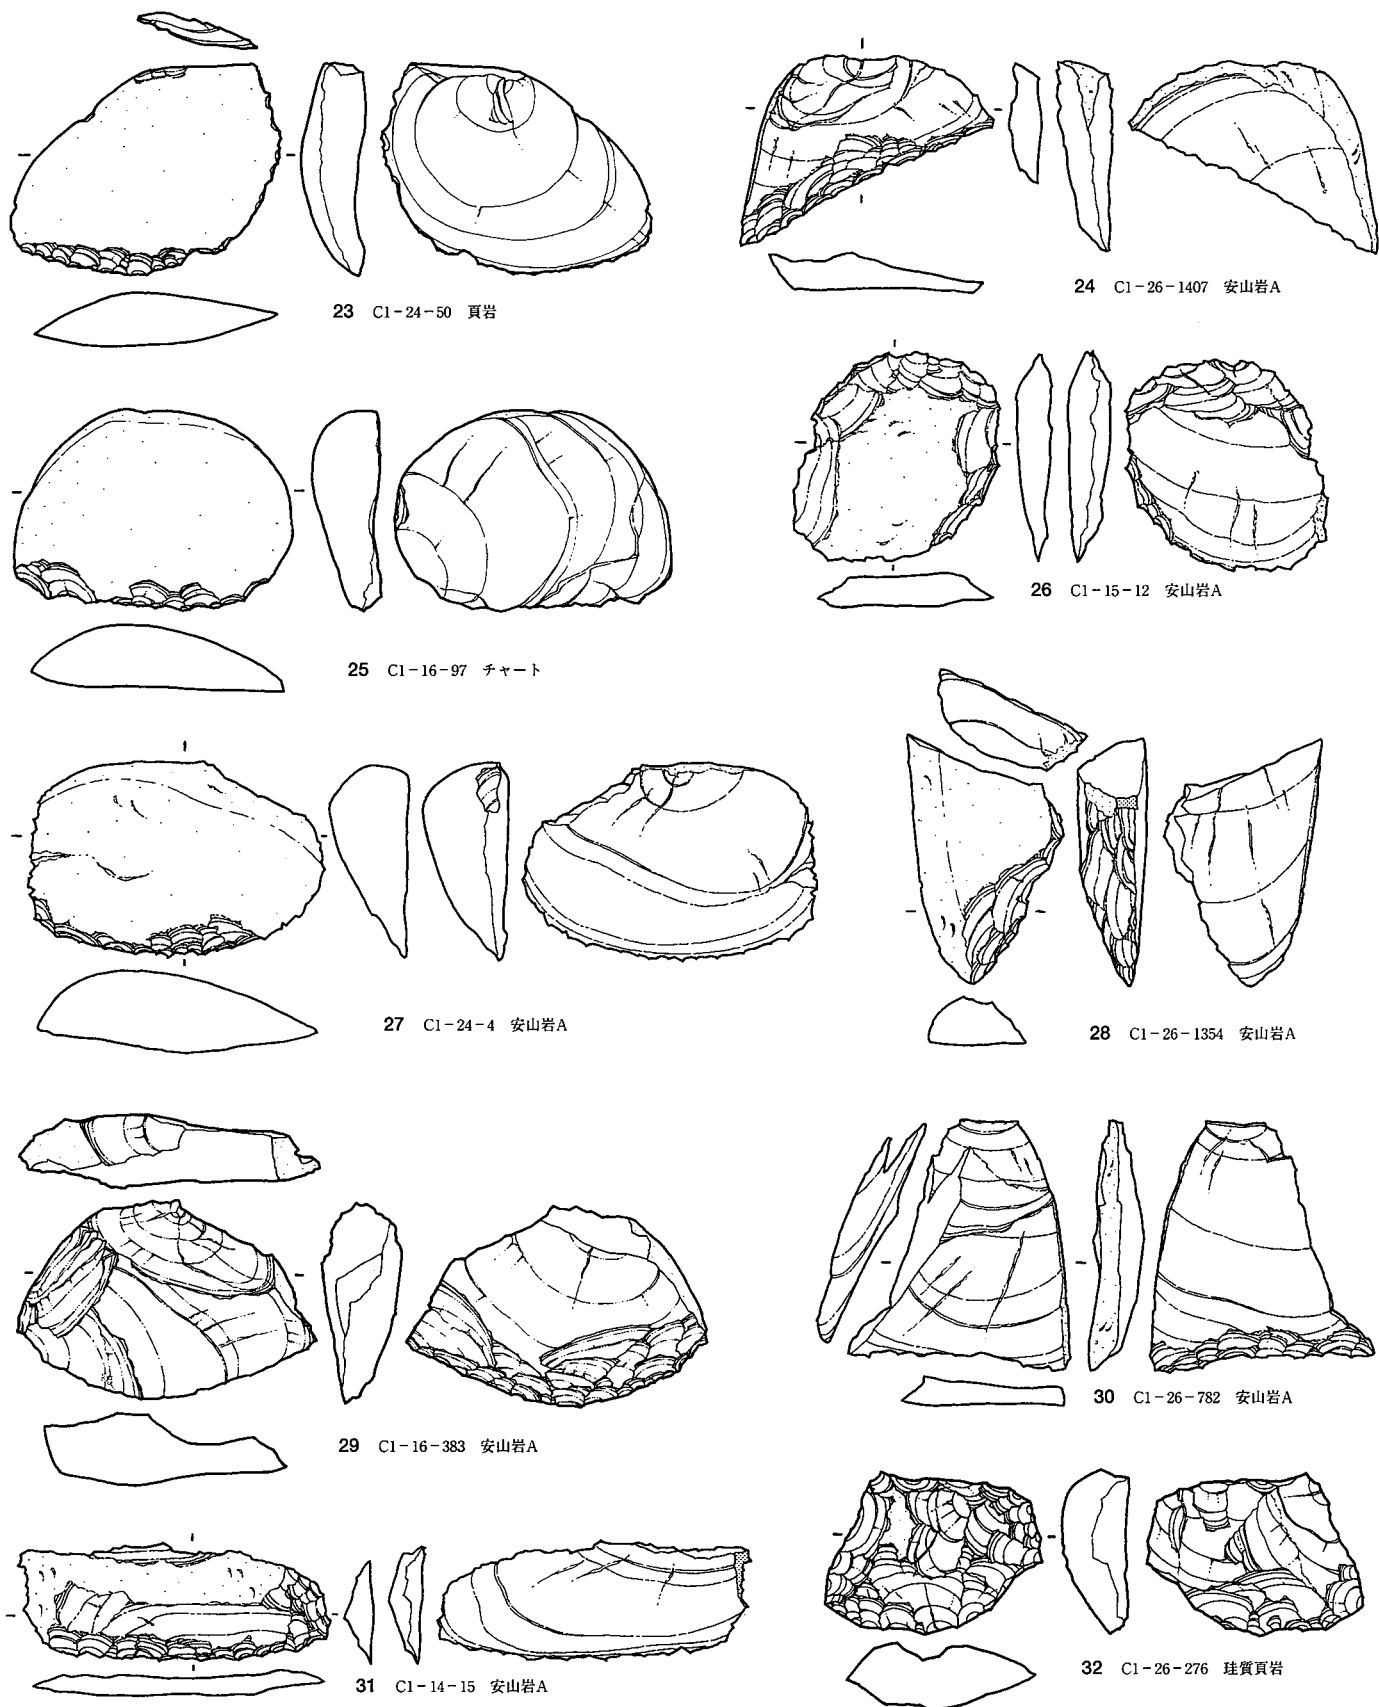 23 C1-24-50 頁岩
24 C1-26-1407 安山岩A
25 C1-16-97 チャート
26 C1-15-12 安山岩A
27 C1-24-4 安山岩A
28 C1-26-1354 安山岩A
29 C1-16-383 安山岩A
30 C1-26-782 安山岩A
31 C1-14-15 安山岩A
32 C1-26-276 珪質頁岩